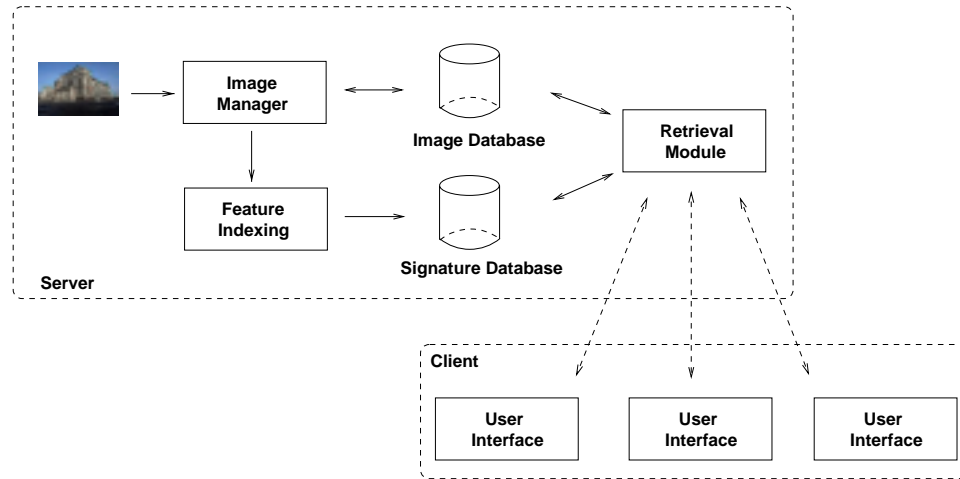 Image
Manager
Image Database
Retrieval
Module
Feature
Indexing
Signature Database
Server
Client
User
Interface
User
Interface
User
Interface